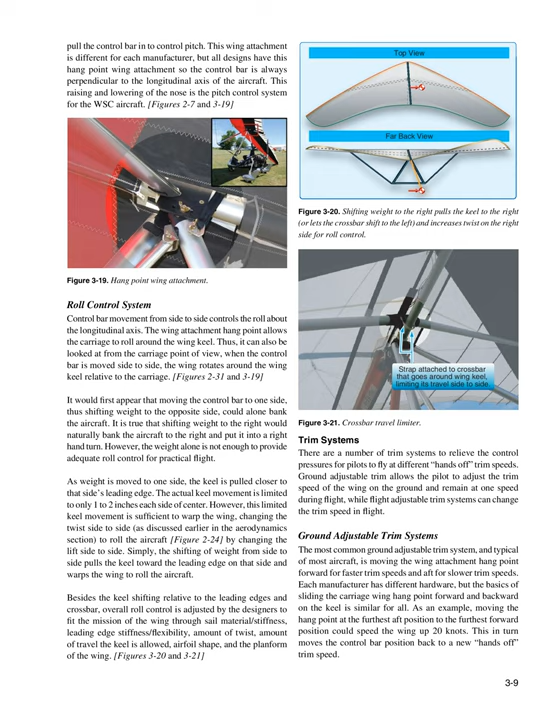 pull the control bar in to control pitch. This wing attachment
is different for each manufacturer, but all designs have this
hang point wing attachment so the control bar is always
perpendicular to the longitudinal axis of the aircraft. This
raising and lowering of the nose is the pitch control system
for the WSC aircraft. [Figures 2-7 and 3-19]
Figure 3-19. Hang point wing attachment.
Roll Control System
Control bar movement from side to side controls the roll about
the longitudinal axis. The wing attachment hang point allows
the carriage to roll around the wing keel. Thus, it can also be
looked at from the carriage point of view, when the control
bar is moved side to side, the wing rotates around the wing
keel relative to the carriage. [Figures 2-31 and 3-19]
It would first appear that moving the control bar to one side,
thus shifting weight to the opposite side, could alone bank
the aircraft. It is true that shifting weight to the right would
naturally bank the aircraft to the right and put it into a right
hand turn. However, the weight alone is not enough to provide
adequate roll control for practical flight.
As weight is moved to one side, the keel is pulled closer to
that side's leading edge. The actual keel movement is limited
to only 1 to 2 inches each side of center. However, this limited
keel movement is sufficient to warp the wing, changing the
twist side to side (as discussed earlier in the aerodynamics
section) to roll the aircraft [Figure 2-24] by changing the
lift side to side. Simply, the shifting of weight from side to
side pulls the keel toward the leading edge on that side and
warps the wing to roll the aircraft.
Besides the keel shifting relative to the leading edges and
crossbar, overall roll control is adjusted by the designers to
fit the mission of the wing through sail material/stiffness,
leading edge stiffness/flexibility, amount of twist, amount
of travel the keel is allowed, airfoil shape, and the planform
of the wing. [Figures 3-20 and 3-21]
Top View
Far Back View
Figure 3-20. Shifting weight to the right pulls the keel to the right
(or lets the crossbar shift to the left) and increases twist on the right
side for roll control.
Strap attached to crossbar
that goes around wing keel,
limiting its travel side to side.
Figure 3-21. Crossbar travel limiter.
Trim Systems
There are a number of trim systems to relieve the control
pressures for pilots to fly at different "hands off" trim speeds.
Ground adjustable trim allows the pilot to adjust the trim
speed of the wing on the ground and remain at one speed
during flight, while flight adjustable trim systems can change
the trim speed in flight.
Ground Adjustable Trim Systems
The most common ground adjustable trim system, and typical
of most aircraft, is moving the wing attachment hang point
forward for faster trim speeds and aft for slower trim speeds.
Each manufacturer has different hardware, but the basics of
sliding the carriage wing hang point forward and backward
on the keel is similar for all. As an example, moving the
hang point at the furthest aft position to the furthest forward
position could speed the wing up 20 knots. This in turn
moves the control bar position back to a new "hands off"
trim speed.
3-9